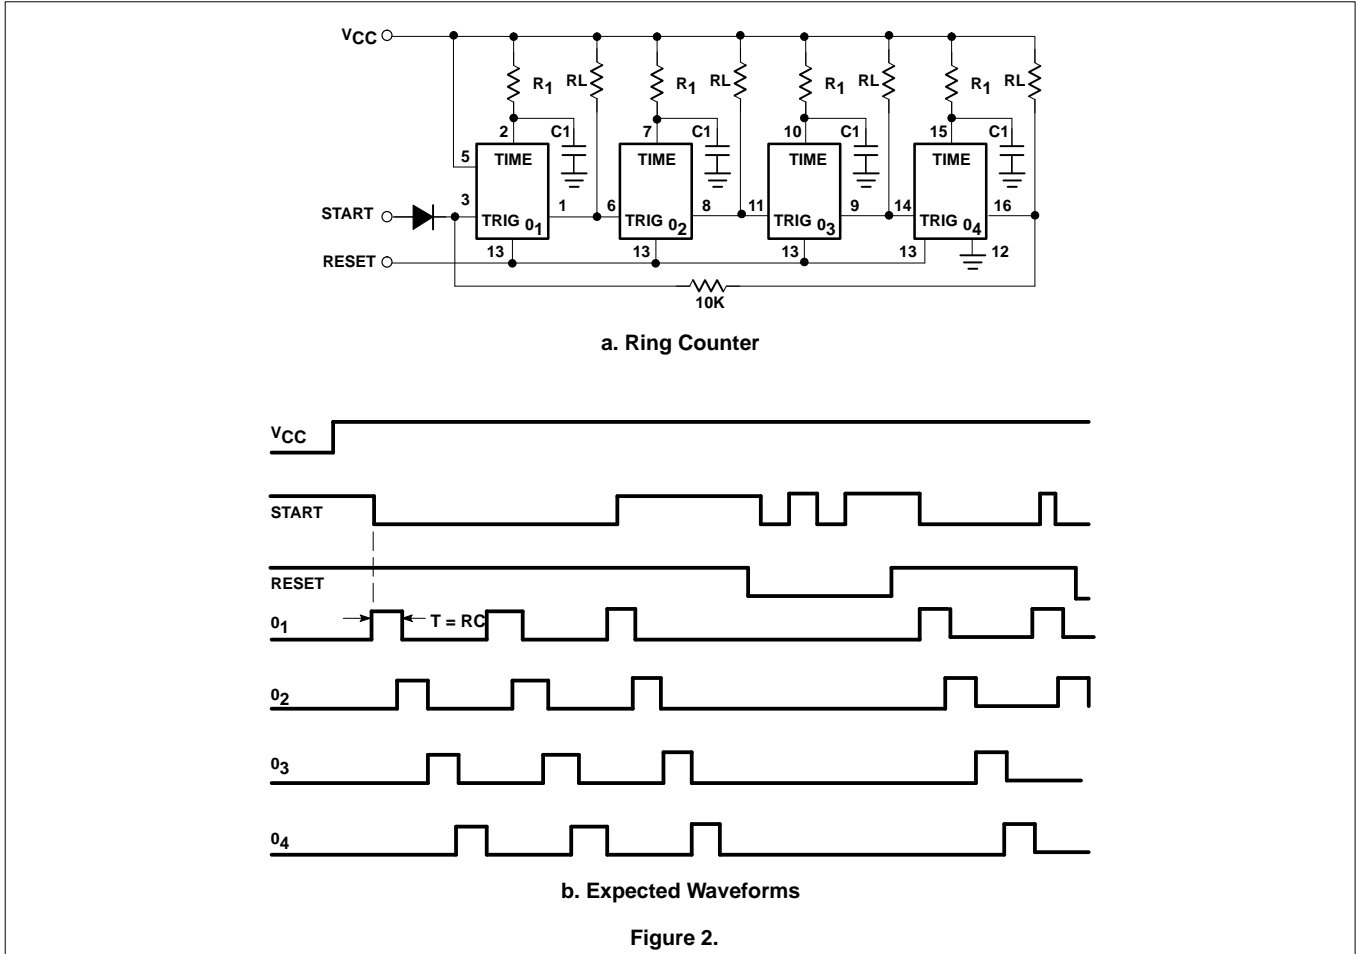 VCC
R1 RL R1 RL R1 RL R1 RL
2 C1 7 C1 10 C1 15 C1
5 TIME TIME TIME TIME
START 3 TRIG 01 1 6 TRIG 02 8 11 TRIG 03 9 14 TRIG 04 16
RESET 13 13 13 13 12
10K
a. Ring Counter
VCC
START
RESET
01 T = RC
02
03
04
b. Expected Waveforms
Figure 2.